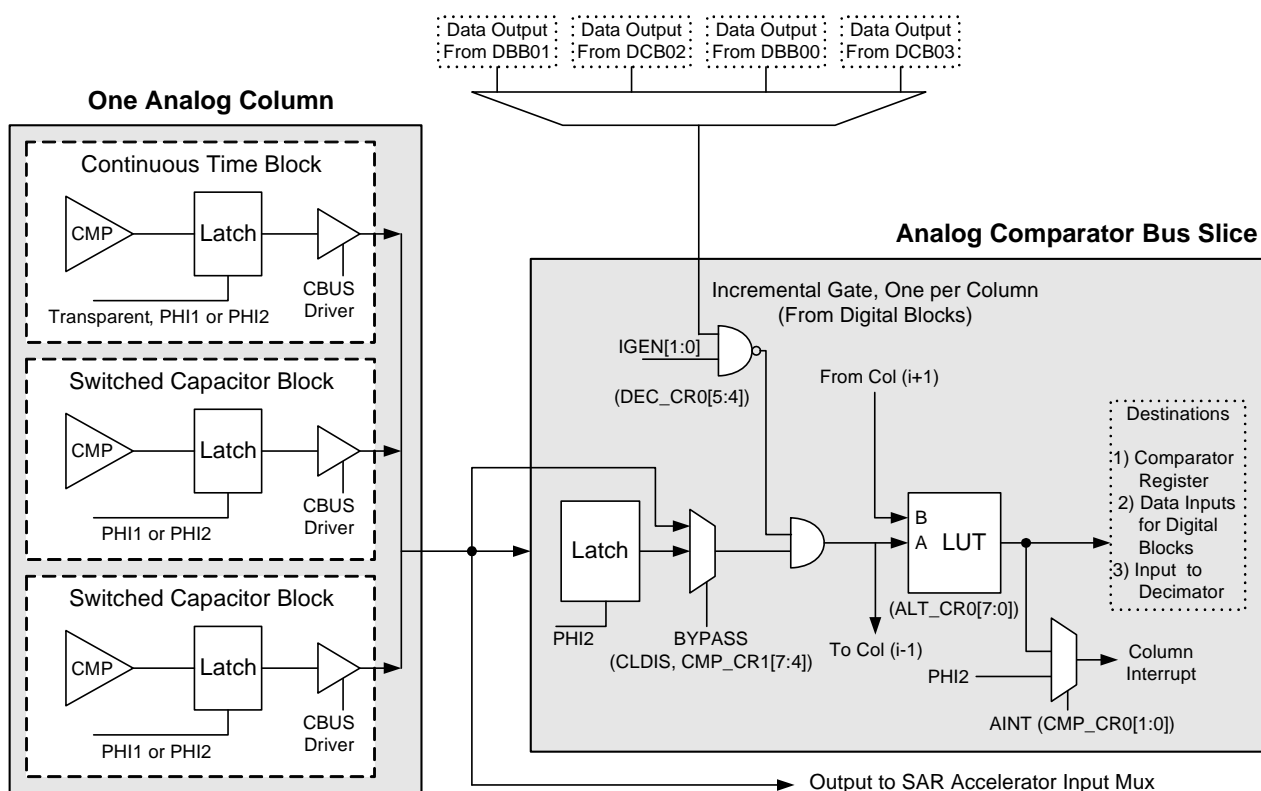 Data Output
From DBB01
Data Output
From DCB02
Data Output
From DBB00
Data Output
From DCB03
One Analog Column
Continuous Time Block
CMP
Latch
CBUS
Driver
Transparent, PHI1 or PHI2
Switched Capacitor Block
CMP
Latch
CBUS
Driver
PHI1 or PHI2
Switched Capacitor Block
CMP
Latch
CBUS
Driver
PHI1 or PHI2
Analog Comparator Bus Slice
Incremental Gate, One per Column
(From Digital Blocks)
IGEN[1:0]
(DEC_CR0[5:4])
From Col (i+1)
Latch
PHI2
BYPASS
(CLDIS, CMP_CR1[7:4])
B
A
LUT
(ALT_CR0[7:0])
To Col (i-1)
Destinations
1) Comparator
Register
2) Data Inputs
for Digital
Blocks
3) Input to
Decimator
PHI2
Column
Interrupt
AINT (CMP_CR0[1:0])
Output to SAR Accelerator Input Mux